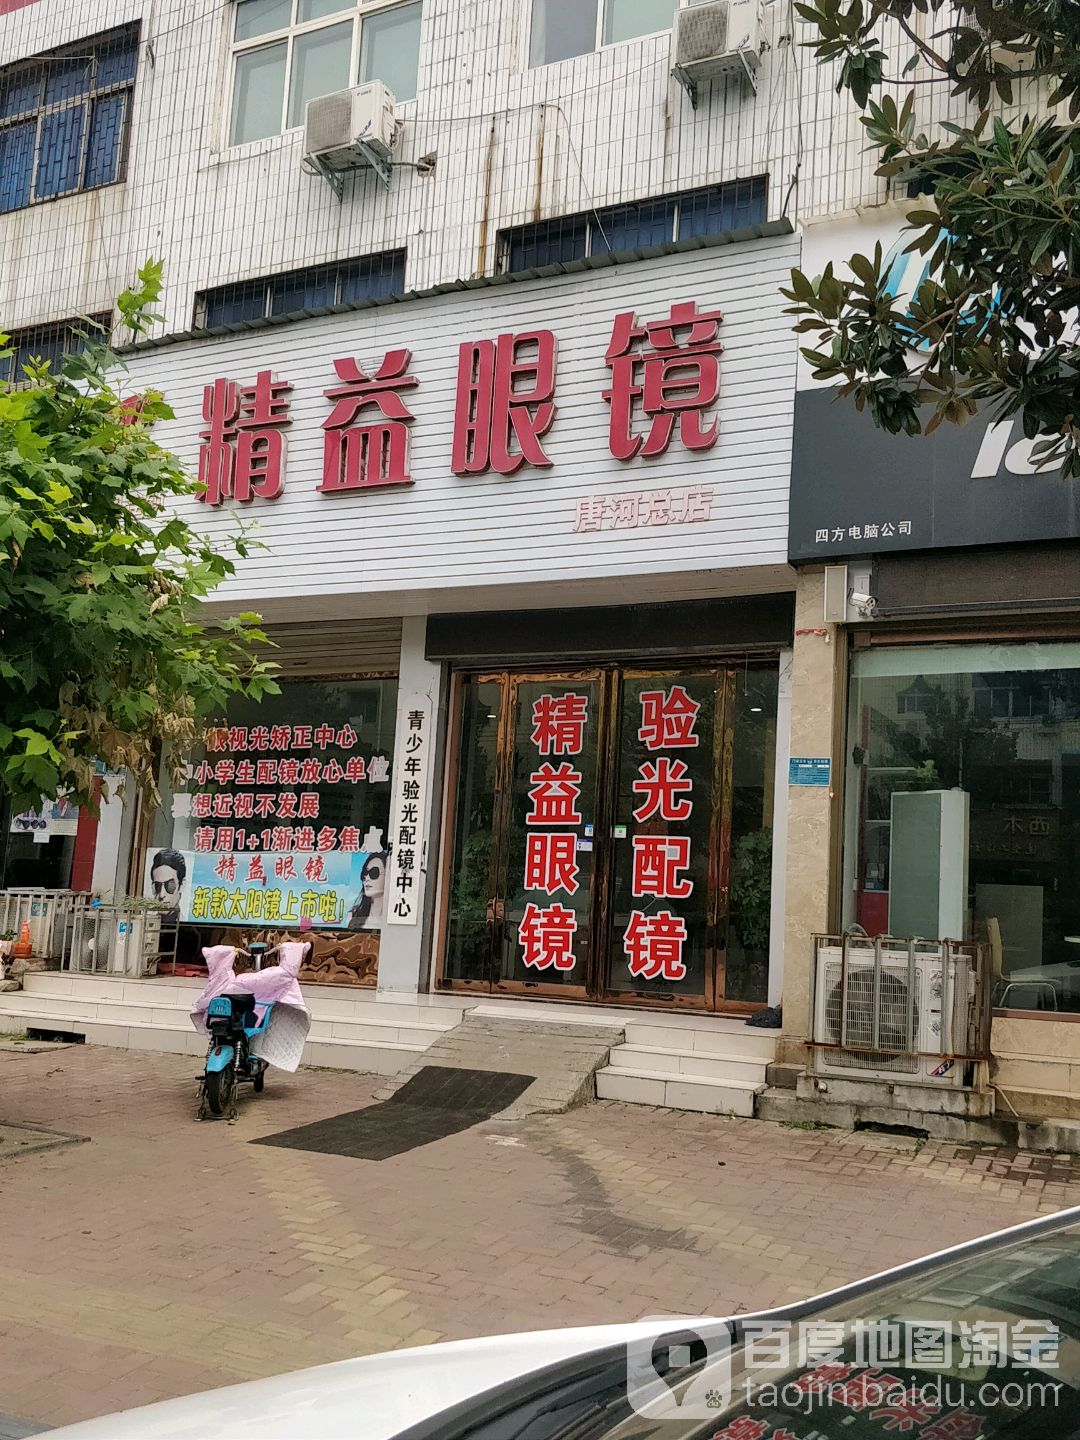 精益眼镜
唐河总店
四方电脑公司
眼视光矫正中心
中小学生配镜放心单位
要想近视不发展
请用1+1渐进多焦点
精益眼镜
新款太阳镜上市啦!
青少年验光配镜中心
精益眼镜
验光配镜
百度地图淘金
taojin.baidu.com